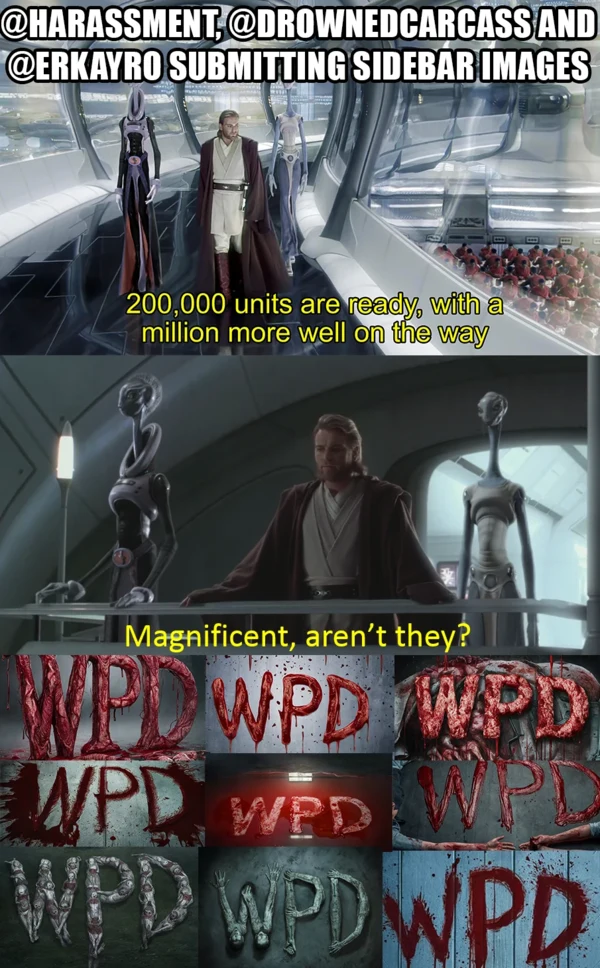 @HARASSMENT, @DROWNEDCARCASS AND
@ERKAYRO SUBMITTING SIDEBAR IMAGES
200,000 units are ready, with a
million more well on the way
Magnificent, aren't they?
WPD WPD WPD
WPD WPD WPD
WPD WPD WPD